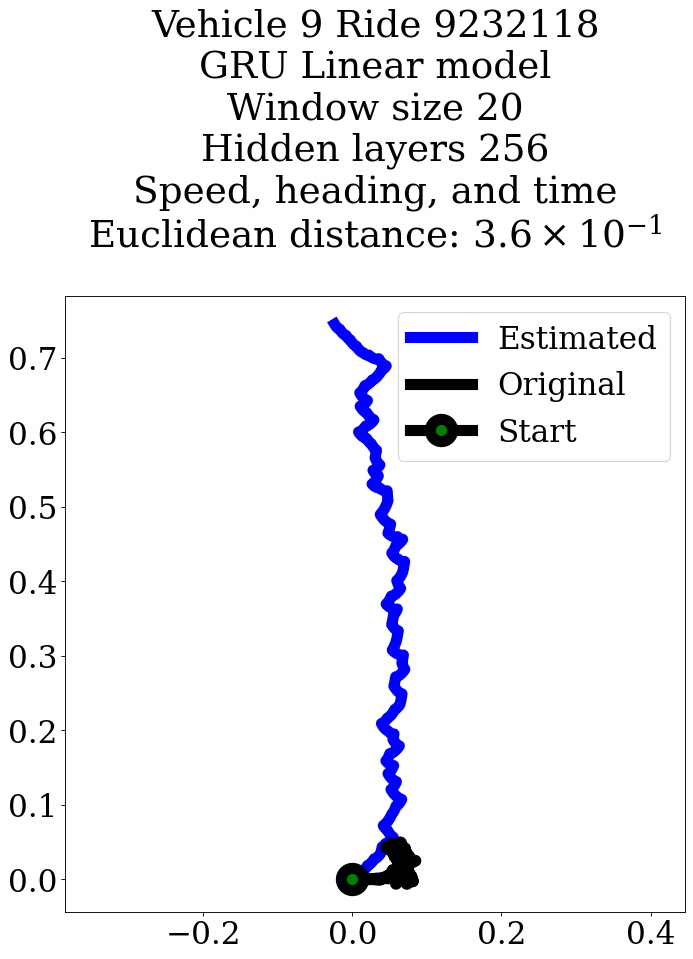 Vehicle 9 Ride 9232118
GRU Linear model
Window size 20
Hidden layers 256
Speed, heading, and time
Euclidean distance: 3.6 × 10⁻¹
Estimated
Original
Start
0.7
0.6
0.5
0.4
0.3
0.2
0.1
0.0
−0.2 0.0 0.2 0.4